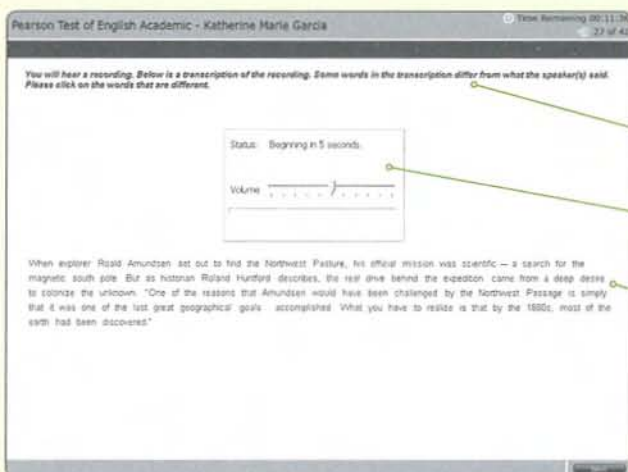 Pearson Test of English Academic - Katherine Marie Garcia
Time Remaining 00:11:36
27 of 42
You will hear a recording. Below is a transcription of the recording. Some words in the transcription differ from what the speaker(s) said.
Please click on the words that are different.
Status: Beginning in 5 seconds.
Volume
When explorer Roald Amundsen set out to find the Northwest Pasture, his official mission was scientific — a search for the
magnetic south pole. But as historian Roland Huntford describes, the real drive behind the expedition came from a deep desire
to colonize the unknown. "One of the reasons that Amundsen would have been challenged by the Northwest Passage is simply
that it was one of the last great geographical goals accomplished. What you have to realize is that by the 1880s, most of the
earth had been discovered."